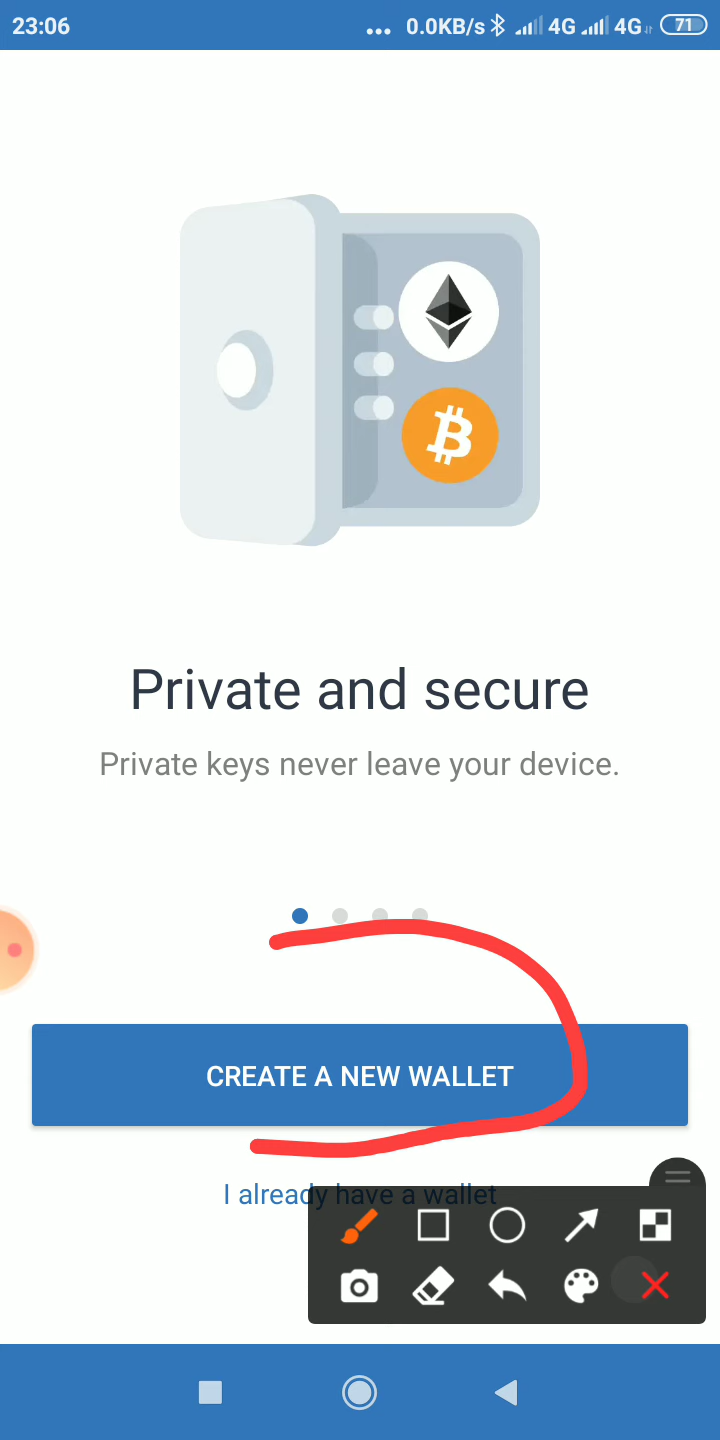 23:06 ... 0.0KB/s 4G 4G 71
Private and secure
Private keys never leave your device.
CREATE A NEW WALLET
I already have a wallet